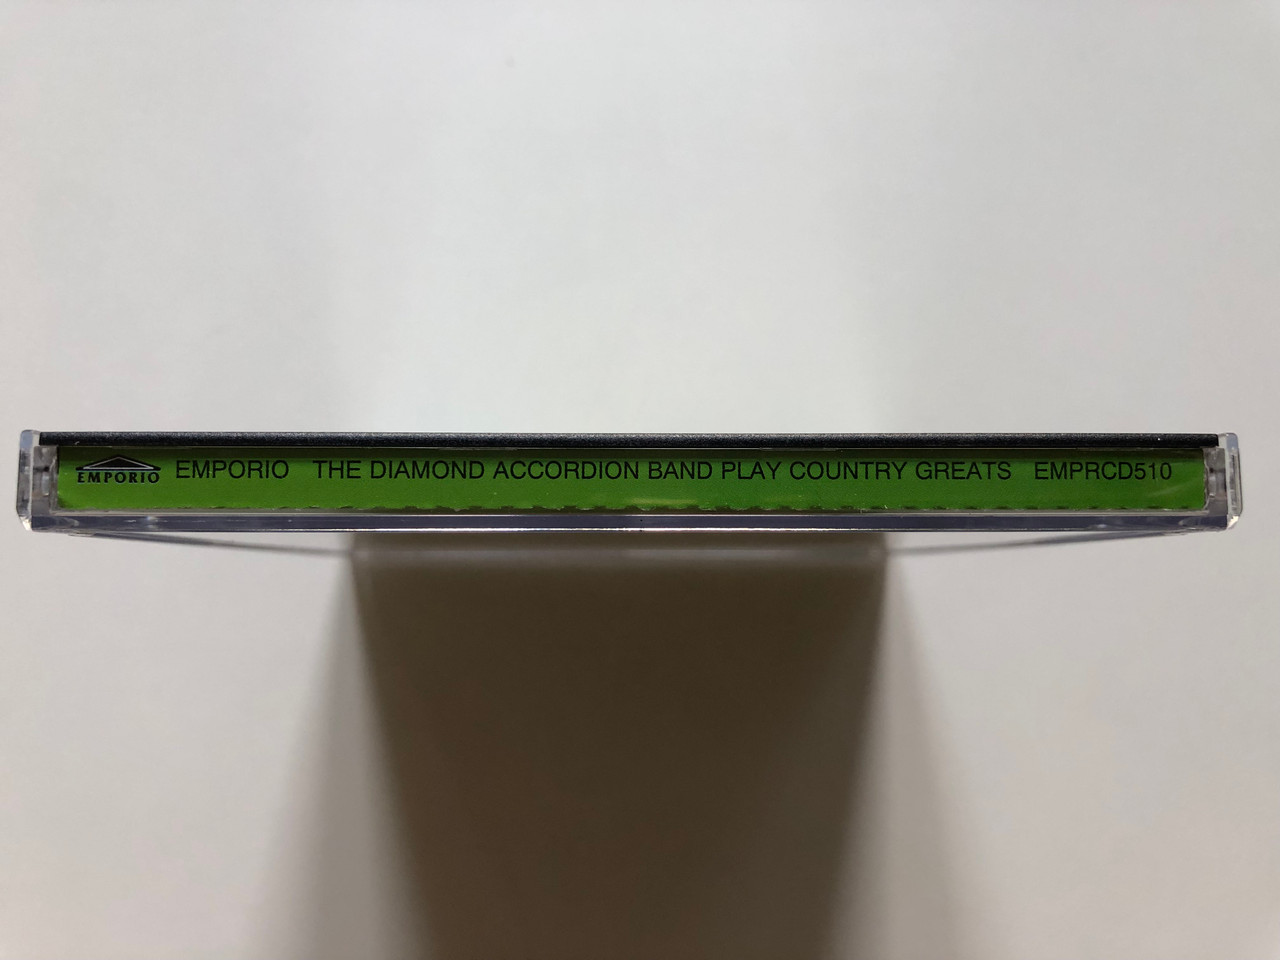 EMPORIO EMPORIO THE DIAMOND ACCORDION BAND PLAY COUNTRY GREATS EMPRCD510